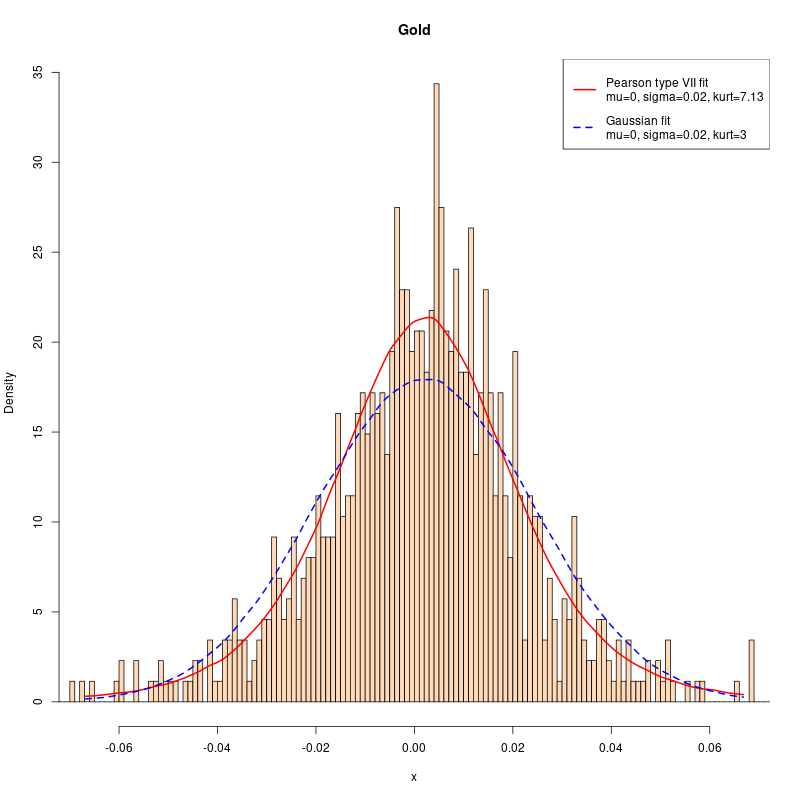 Gold
Pearson type VII fit
mu=0, sigma=0.02, kurt=7.13
Gaussian fit
mu=0, sigma=0.02, kurt=3
Density
35
30
25
20
15
10
5
0
-0.06 -0.04 -0.02 0.00 0.02 0.04 0.06
x